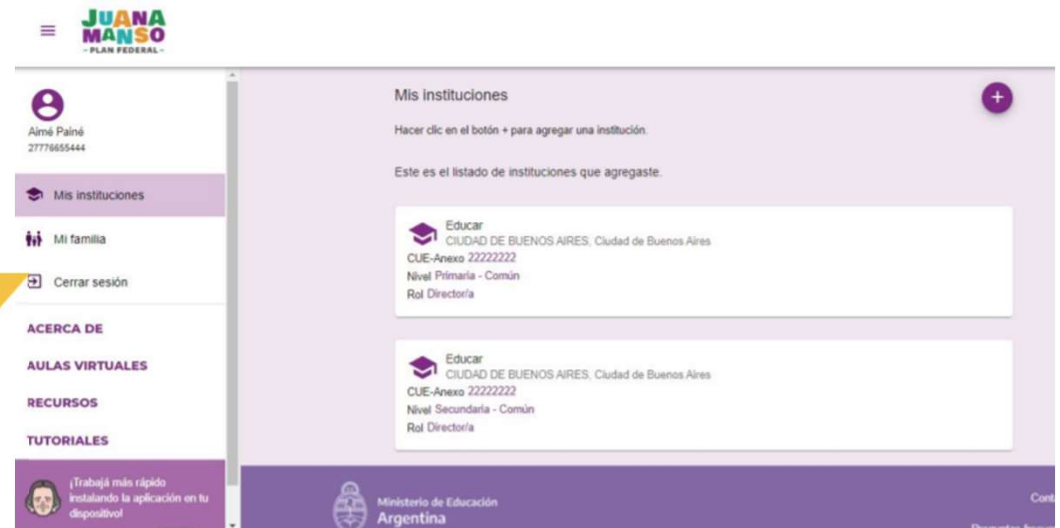 JUANA
MANSO
- PLAN FEDERAL -
Aimé Painé
27776655444
Mis instituciones
Mi familia
Cerrar sesión
ACERCA DE
AULAS VIRTUALES
RECURSOS
TUTORIALES
¡Trabajá más rápido
instalando la aplicación en tu
dispositivo!
Mis instituciones
+
Hacer clic en el botón + para agregar una institución.
Este es el listado de instituciones que agregaste.
Educar
CIUDAD DE BUENOS AIRES, Ciudad de Buenos Aires
CUE-Anexo 22222222
Nivel Primaria - Común
Rol Director/a
Educar
CIUDAD DE BUENOS AIRES, Ciudad de Buenos Aires
CUE-Anexo 22222222
Nivel Secundaria - Común
Rol Director/a
Ministerio de Educación
Argentina